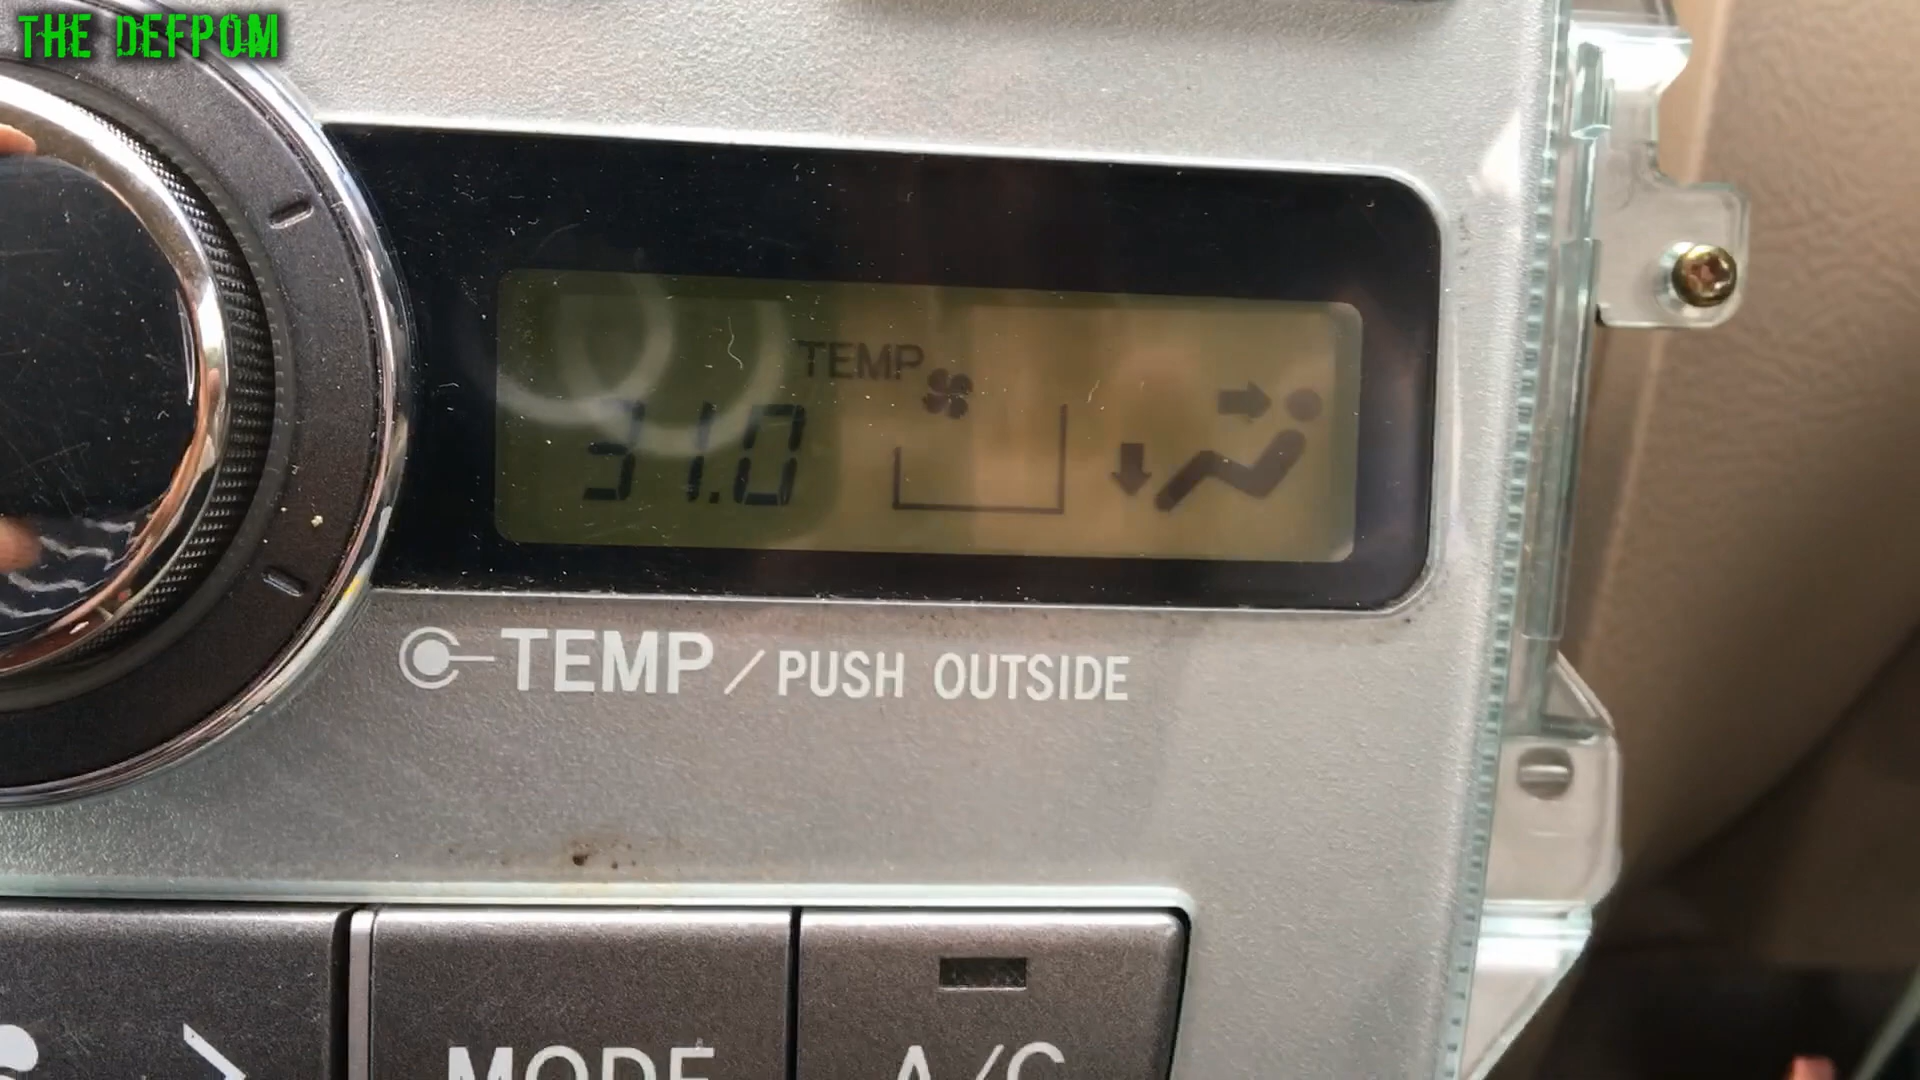 THE DEFPOM
TEMP
31.0
TEMP / PUSH OUTSIDE
MODE
A/C